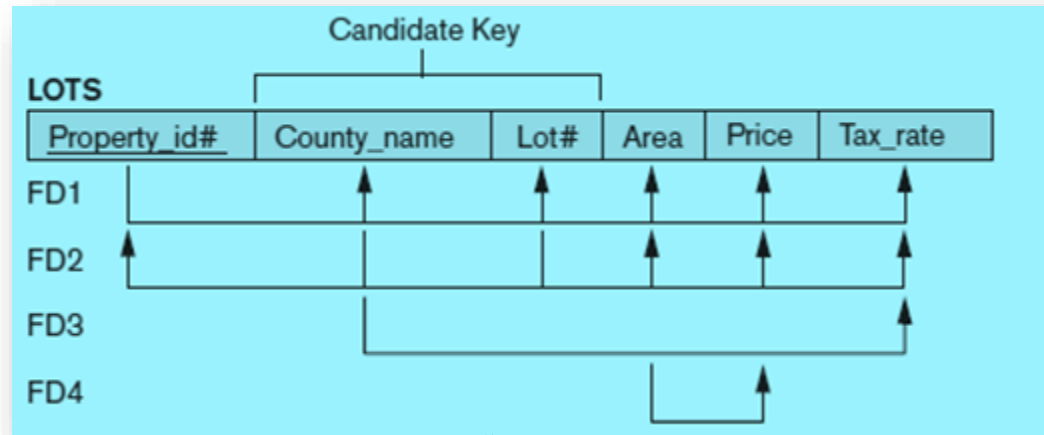 Candidate Key
LOTS
Property_id# County_name Lot# Area Price Tax_rate
FD1
FD2
FD3
FD4